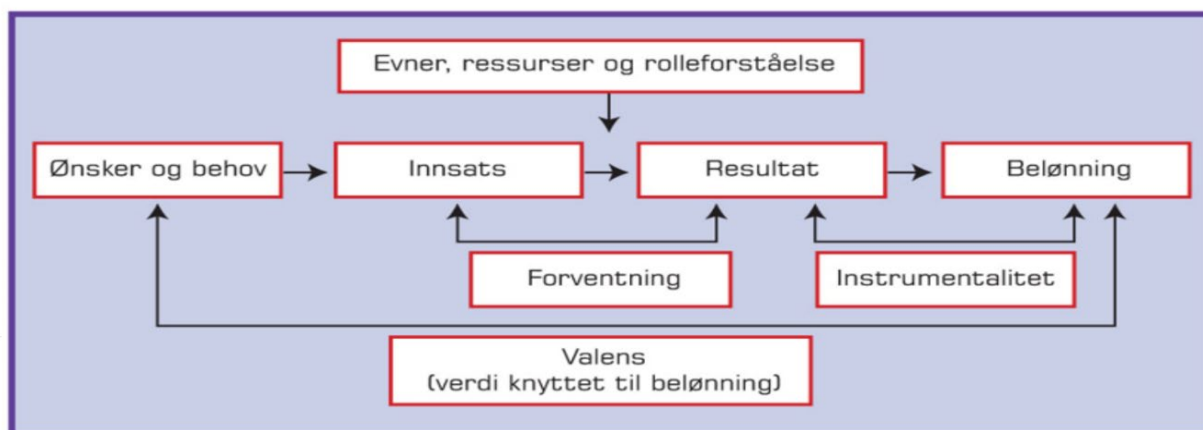 Evner, ressurser og rolleforståelse
Ønsker og behov
Innsats
Resultat
Belønning
Forventning
Instrumentalitet
Valens
(verdi knyttet til belønning)